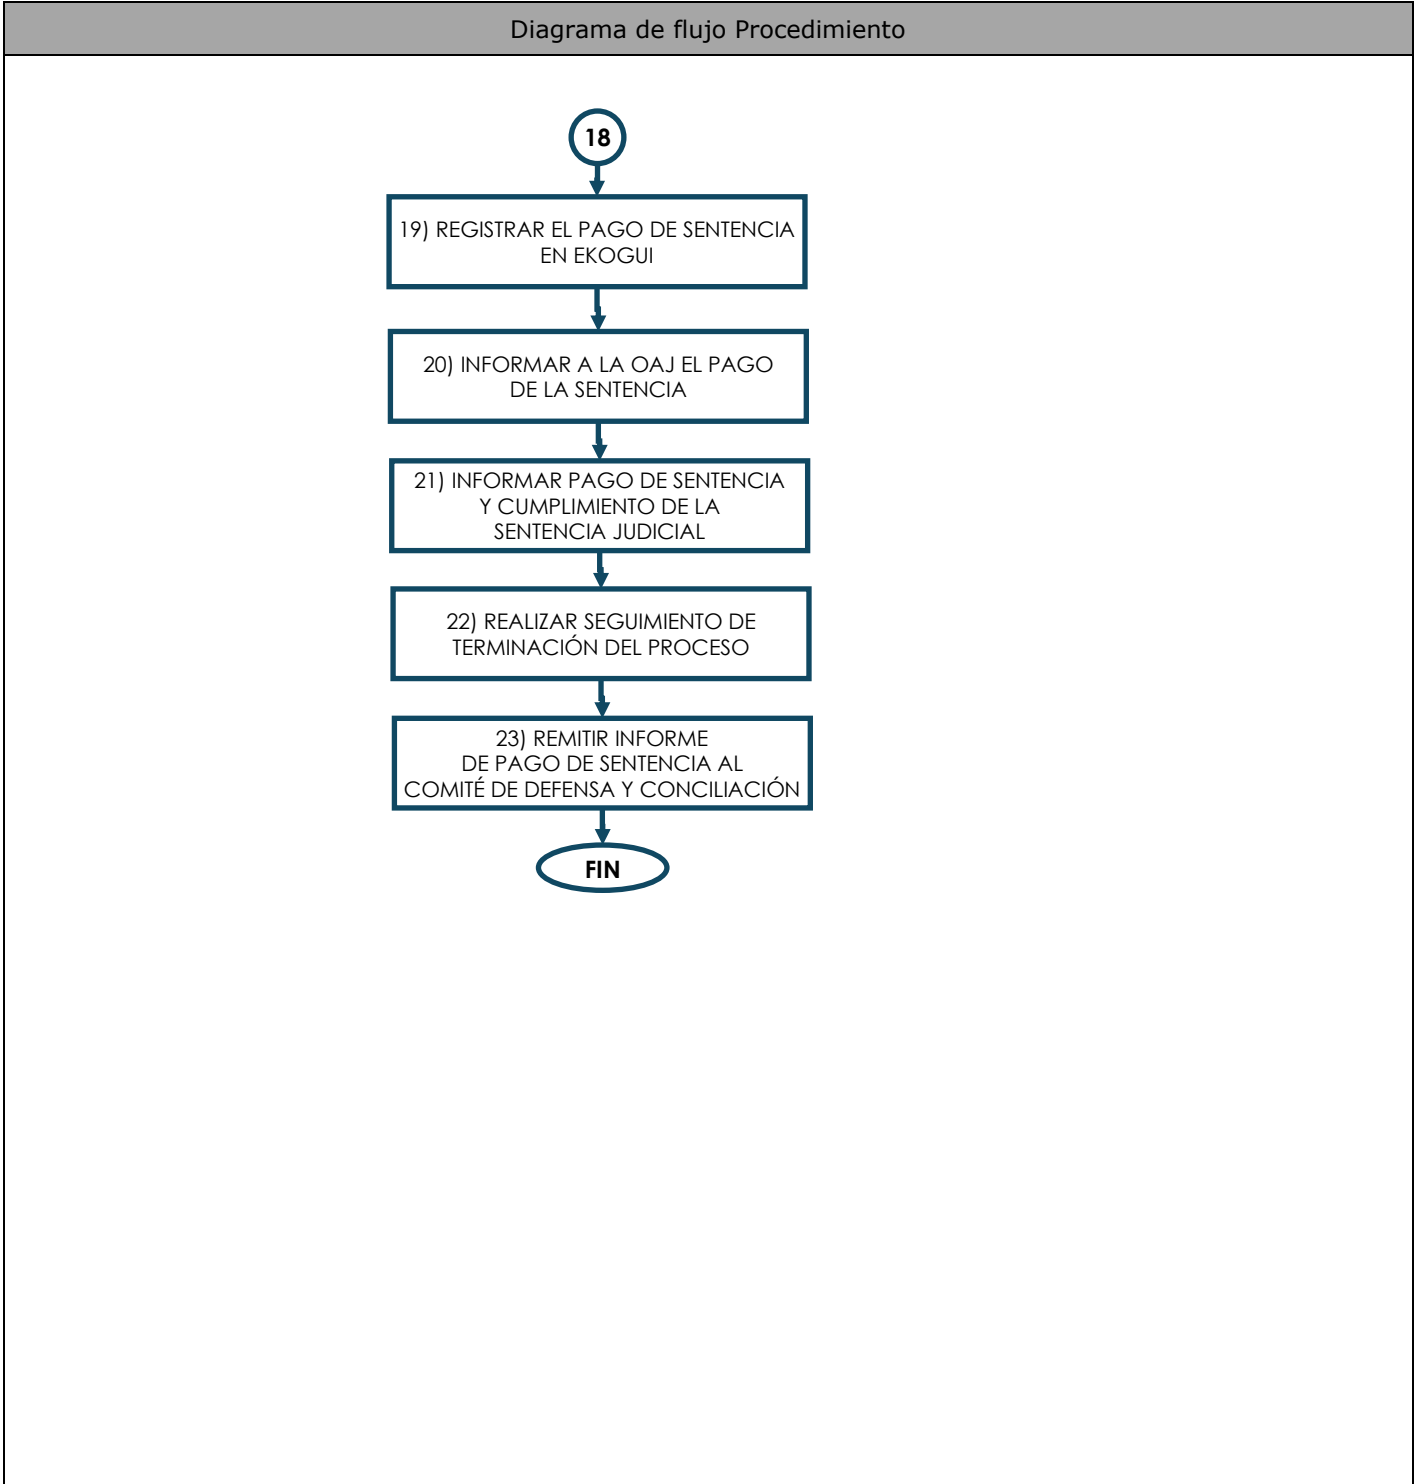 Diagrama de flujo Procedimiento
18
19) REGISTRAR EL PAGO DE SENTENCIA
EN EKOGUI
20) INFORMAR A LA OAJ EL PAGO
DE LA SENTENCIA
21) INFORMAR PAGO DE SENTENCIA
Y CUMPLIMIENTO DE LA
SENTENCIA JUDICIAL
22) REALIZAR SEGUIMIENTO DE
TERMINACIÓN DEL PROCESO
23) REMITIR INFORME
DE PAGO DE SENTENCIA AL
COMITÉ DE DEFENSA Y CONCILIACIÓN
FIN